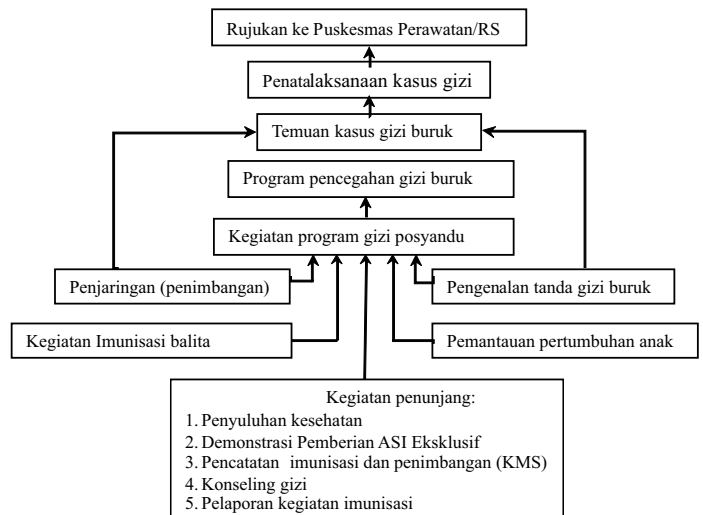 Rujukan ke Puskesmas Perawatan/RS
Penatalaksanaan kasus gizi
Temuan kasus gizi buruk
Program pencegahan gizi buruk
Kegiatan program gizi posyandu
Penjaringan (penimbangan)
Pengenalan tanda gizi buruk
Kegiatan Imunisasi balita
Pemantauan pertumbuhan anak
Kegiatan penunjang:
1. Penyuluhan kesehatan
2. Demonstrasi Pemberian ASI Eksklusif
3. Pencatatan imunisasi dan penimbangan (KMS)
4. Konseling gizi
5. Pelaporan kegiatan imunisasi